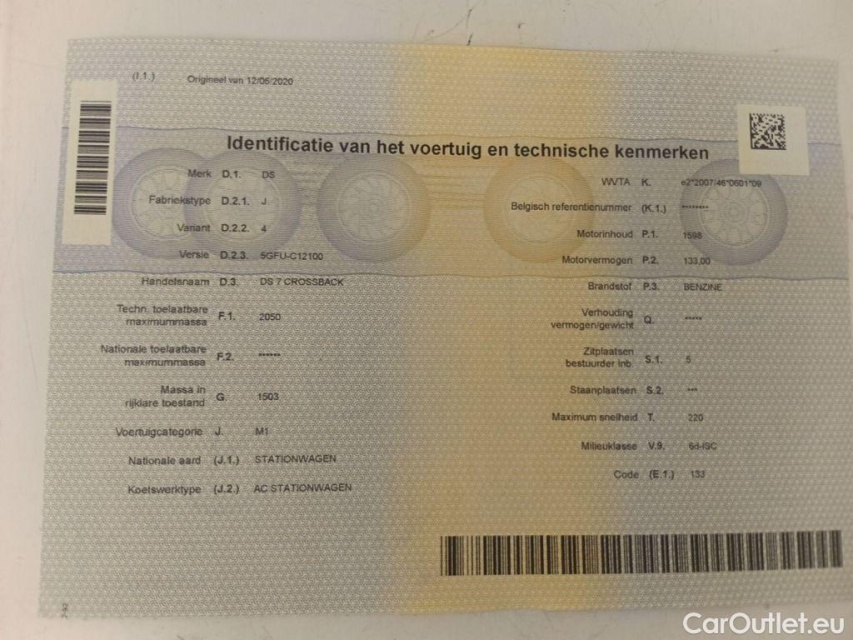 (I.1.) Origineel van 12/06/2020
Identificatie van het voertuig en technische kenmerken
Merk D.1. DS
Fabriekstype D.2.1. J
Variant D.2.2. 4
Versie D.2.3. 5GFU-C12100
Handelsnaam D.3. DS 7 CROSSBACK
Techn. toelaatbare
maximummassa F.1. 2050
Nationale toelaatbare
maximummassa F.2. ******
Massa in
rijklare toestand G. 1503
Voertuigcategorie J. M1
Nationale aard (J.1.) STATIONWAGEN
Koetswerktype (J.2.) AC STATIONWAGEN
WVTA K. e2*2007/46*0601*09
Belgisch referentienummer (K.1.) ********
Motorinhoud P.1. 1598
Motorvermogen P.2. 133,00
Brandstof P.3. BENZINE
Verhouding
vermogen/gewicht Q. *****
Zitplaatsen
bestuurder inb. S.1. 5
Staanplaatsen S.2. ***
Maximum snelheid T. 220
Milieuklasse V.9. 6d-ISC
Code (E.1.) 133
CarOutlet.eu